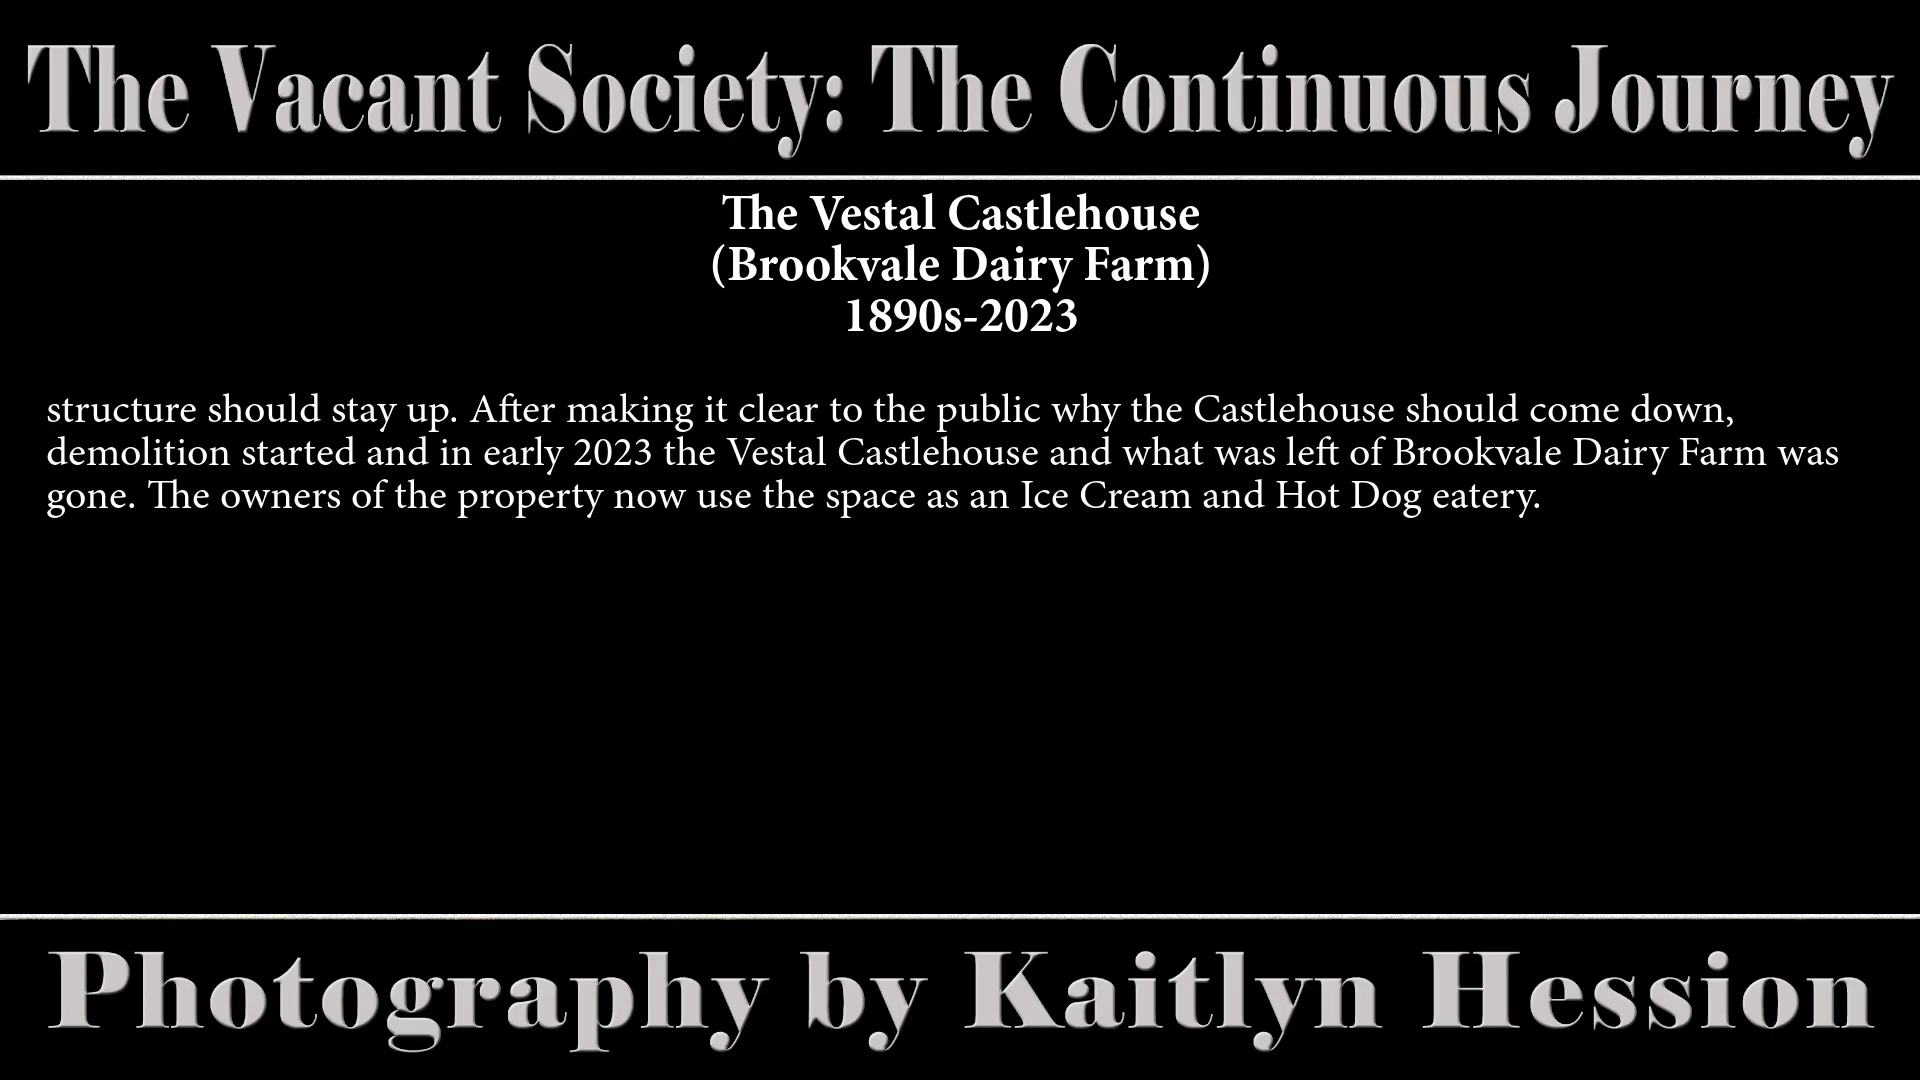 The Vacant Society: The Continuous Journey
The Vestal Castlehouse
(Brookvale Dairy Farm)
1890s-2023
structure should stay up. After making it clear to the public why the Castlehouse should come down,
demolition started and in early 2023 the Vestal Castlehouse and what was left of Brookvale Dairy Farm was
gone. The owners of the property now use the space as an Ice Cream and Hot Dog eatery.
Photography by Kaitlyn Hession